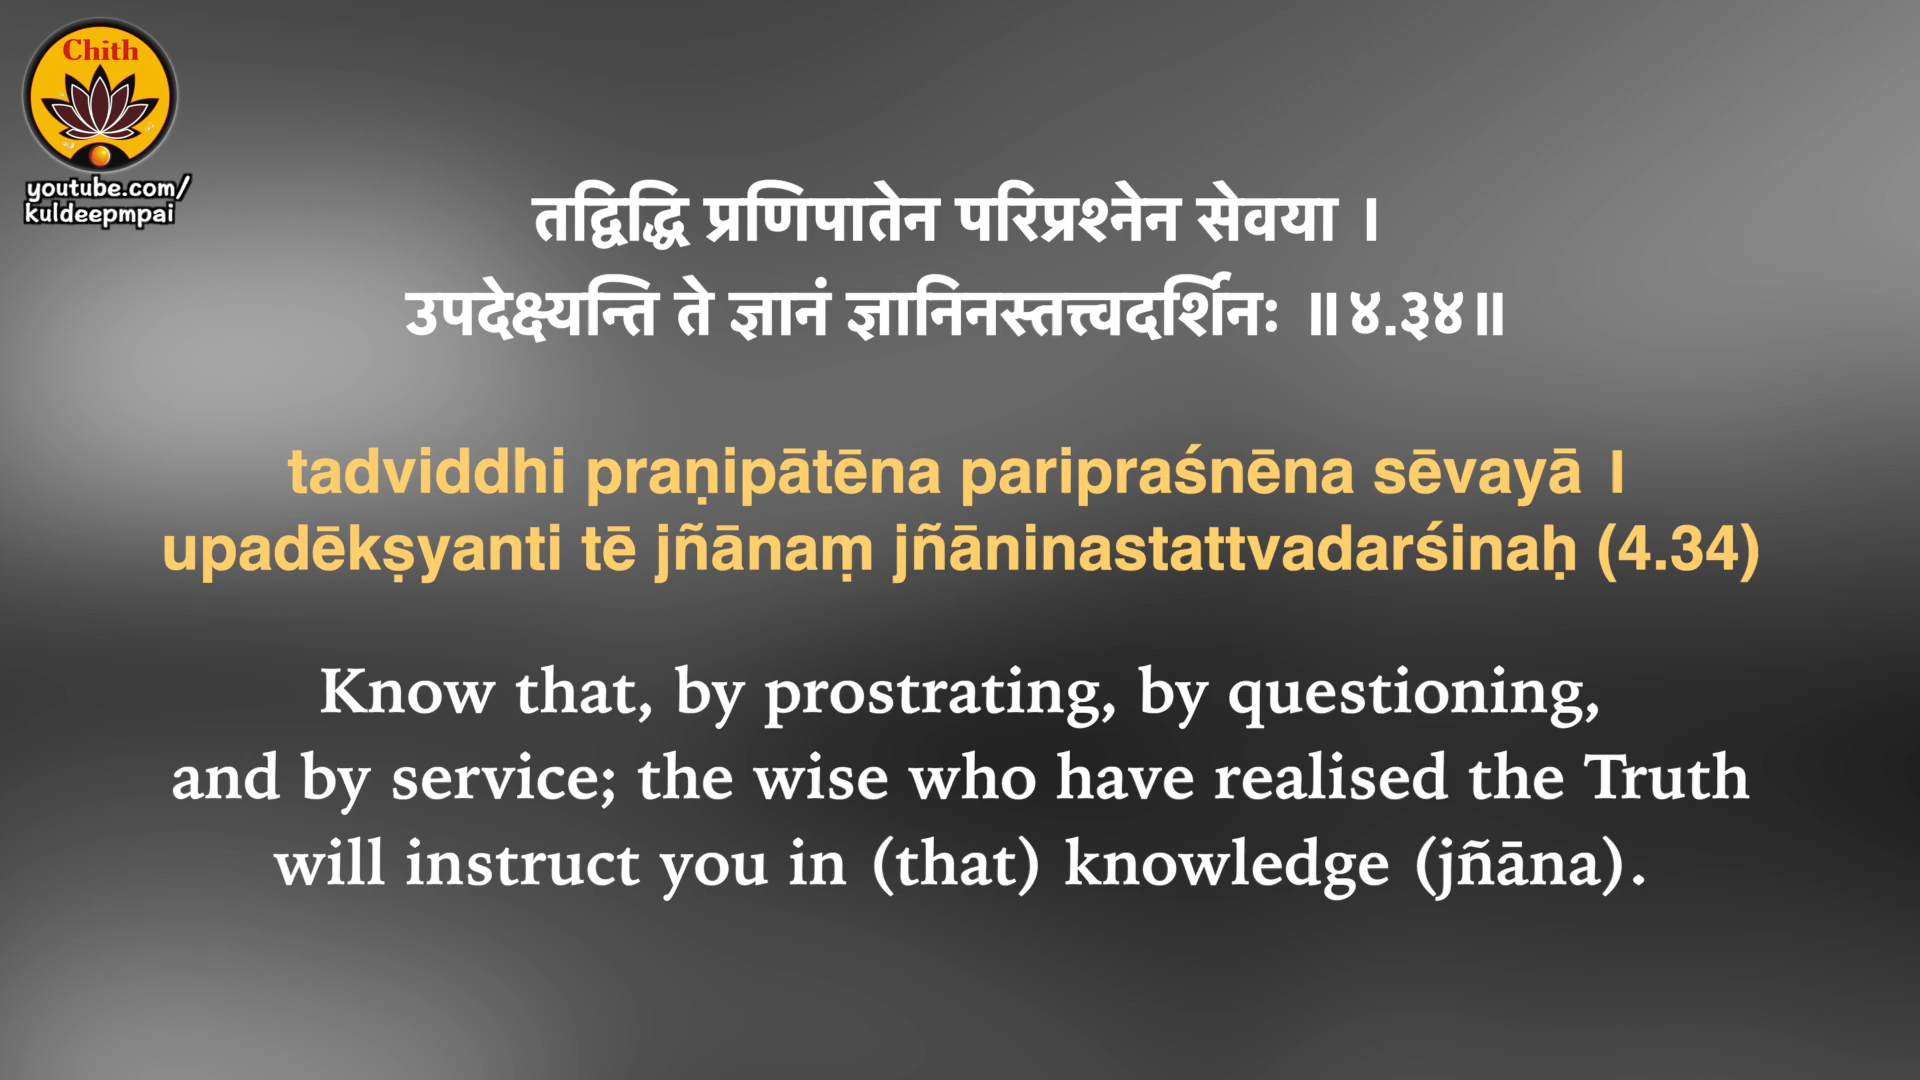 Chith
youtube.com/
kuldeepmpai
तद्विद्धि प्रणिपातेन परिप्रश्नेन सेवया ।
उपदेक्ष्यन्ति ते ज्ञानं ज्ञानिनस्तत्त्वदर्शिनः ॥४.३४॥
tadviddhi praṇipātēna paripraśnēna sēvayā ।
upadēkṣyanti tē jñānaṃ jñāninastattvadarśinaḥ (4.34)
Know that, by prostrating, by questioning,
and by service; the wise who have realised the Truth
will instruct you in (that) knowledge (jñāna).